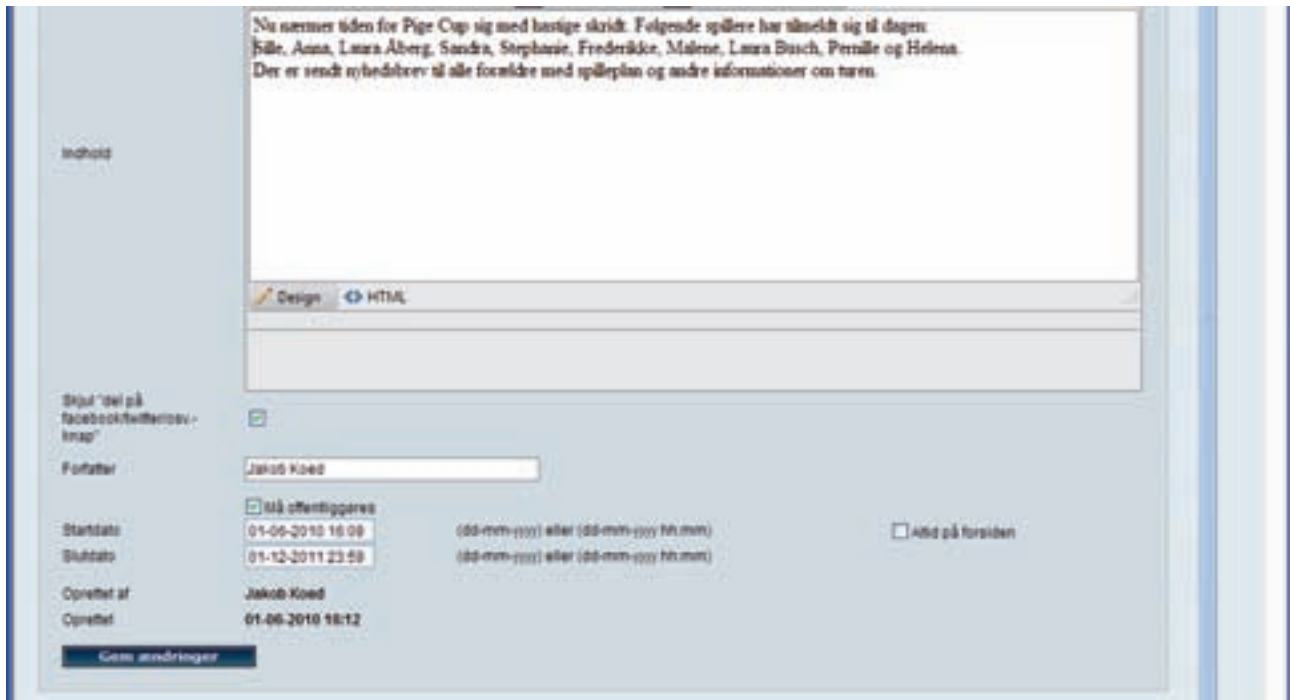 Nu nærmer tiden for Pige Cup sig med hastige skridt. Følgende spillere har tilmeldt sig til dagen:
Sille, Anna, Laura Åberg, Sandra, Stephanie, Frederikke, Malene, Laura Busch, Pernille og Helena.
Der er sendt nyhedsbrev til alle forældre med spilleplan og andre informationer om turen.
Indhold
Design HTML
Skjul "del på
facebook/twitter/osv.-
knap"
Forfatter Jakob Koed
Må offentliggøres
Startdato 01-06-2010 16:09 (dd-mm-yyyy) eller (dd-mm-yyyy hh:mm) Altid på forsiden
Slutdato 01-12-2011 23:59 (dd-mm-yyyy) eller (dd-mm-yyyy hh:mm)
Oprettet af Jakob Koed
Oprettet 01-06-2010 16:12
Gem ændringer